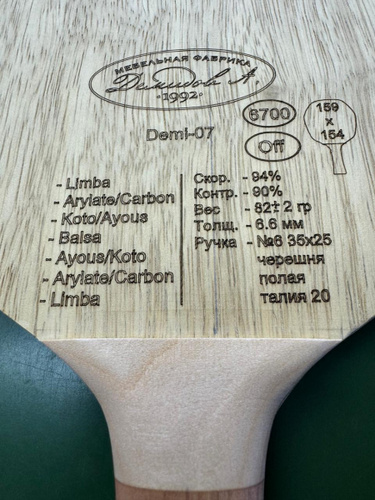 МЕБЕЛЬНАЯ ФАБРИКА
Демидов А.
·1992·
Demi-07
6700
Off
159
x
154
- Limba
- Arylate/Carbon
- Koto/Ayous
- Balsa
- Ayous/Koto
- Arylate/Carbon
- Limba
Скор. - 94%
Контр. - 90%
Вес - 82±2 гр
Толщ. - 6.6 мм
Ручка - №6 35x25
черешня
полая
талия 20